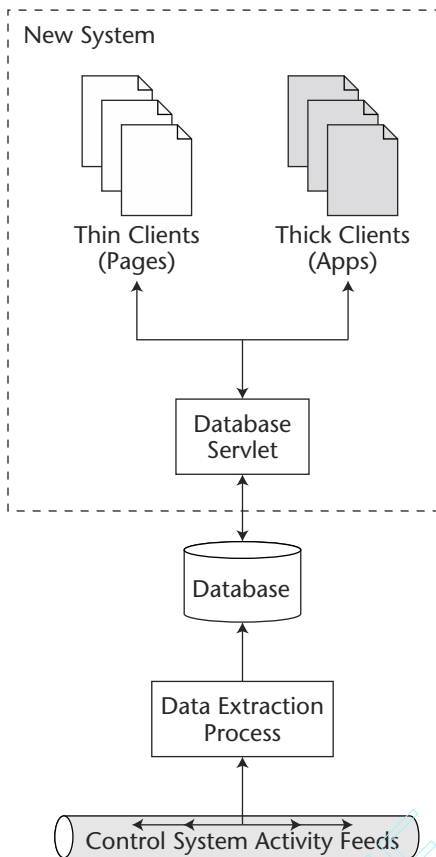 New System
Thin Clients
(Pages)
Thick Clients
(Apps)
Database
Servlet
Database
Data Extraction
Process
Control System Activity Feeds